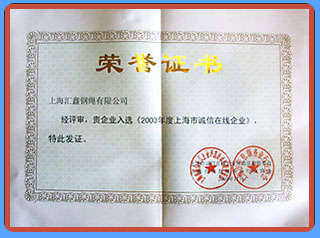 荣誉证书
上海汇鑫钢绳有限公司
经评审，贵企业入选《2003年度上海市诚信在线企业》，
特此发证。